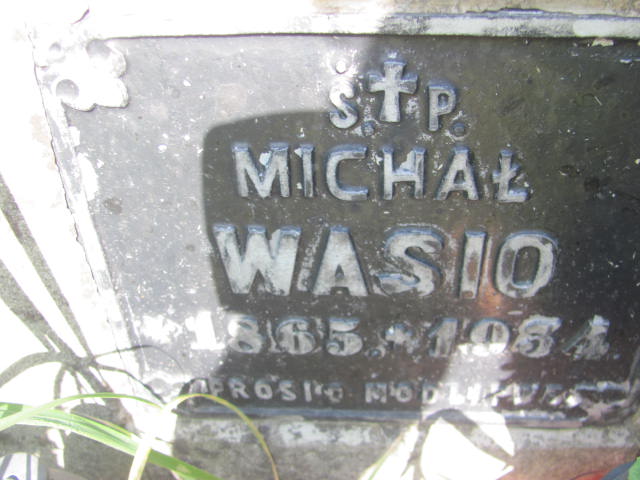 Ś. P.
MICHAŁ
WASIO
*1865. 1934
PROSI O MODLITWĘ